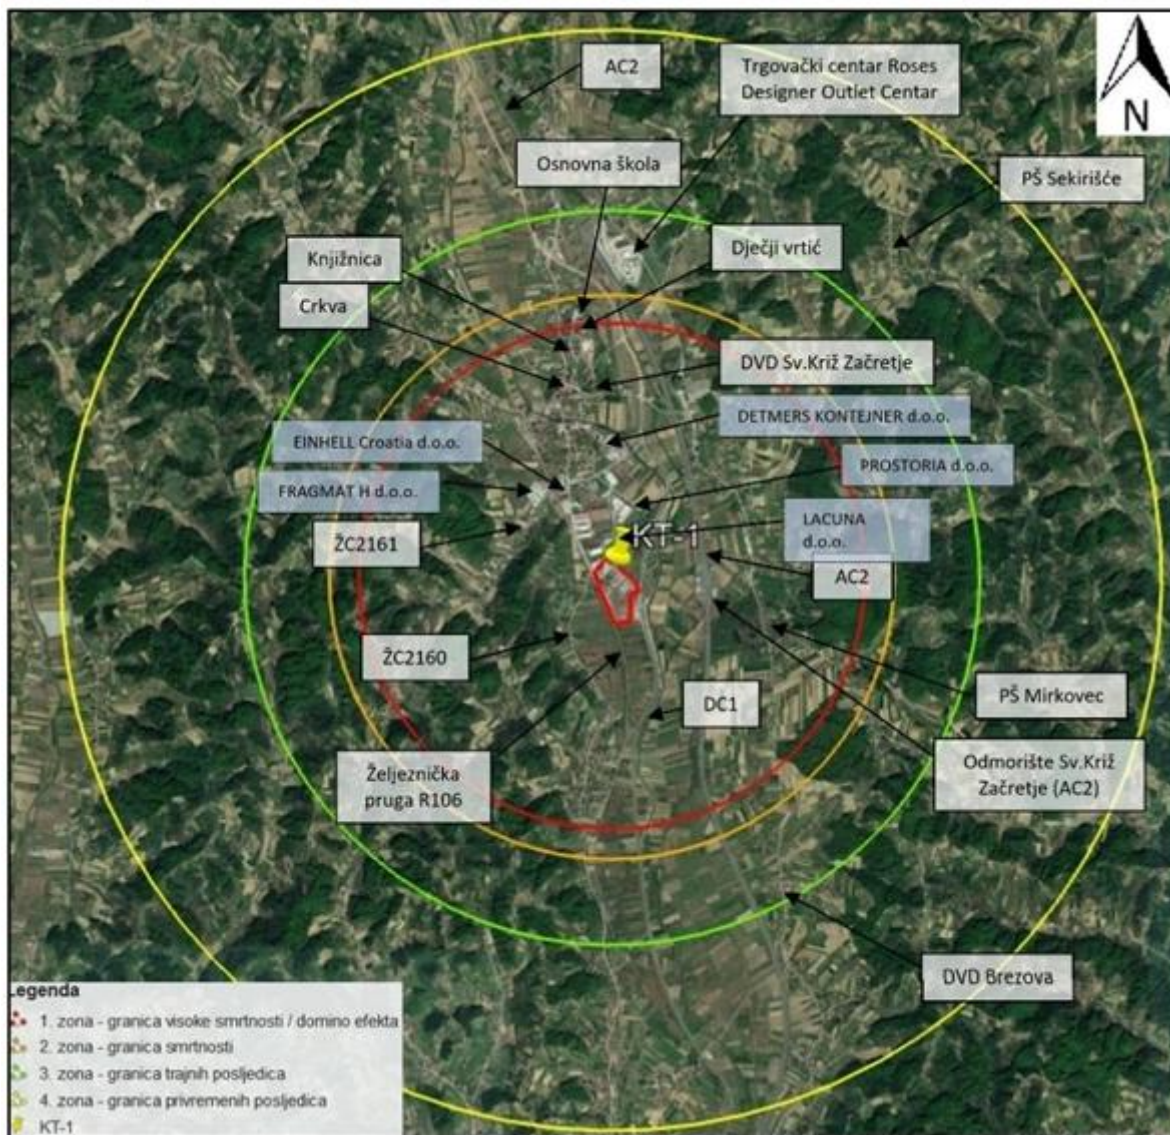 AC2
Trgovački centar Roses
Designer Outlet Centar
N
Osnovna škola
PŠ Sekirišće
Knjižnica
Dječji vrtić
Crkva
DVD Sv.Križ Začretje
DETMERS KONTEJNER d.o.o.
EINHELL Croatia d.o.o.
PROSTORIA d.o.o.
FRAGMAT H d.o.o.
LACUNA
d.o.o.
KT-1
ŽC2161
AC2
ŽC2160
PŠ Mirkovec
DC1
Željeznička
pruga R106
Odmorište Sv.Križ
Začretje (AC2)
DVD Brezova
Legenda
1. zona - granica visoke smrtnosti / domino efekta
2. zona - granica smrtnosti
3. zona - granica trajnih posljedica
4. zona - granica privremenih posljedica
KT-1